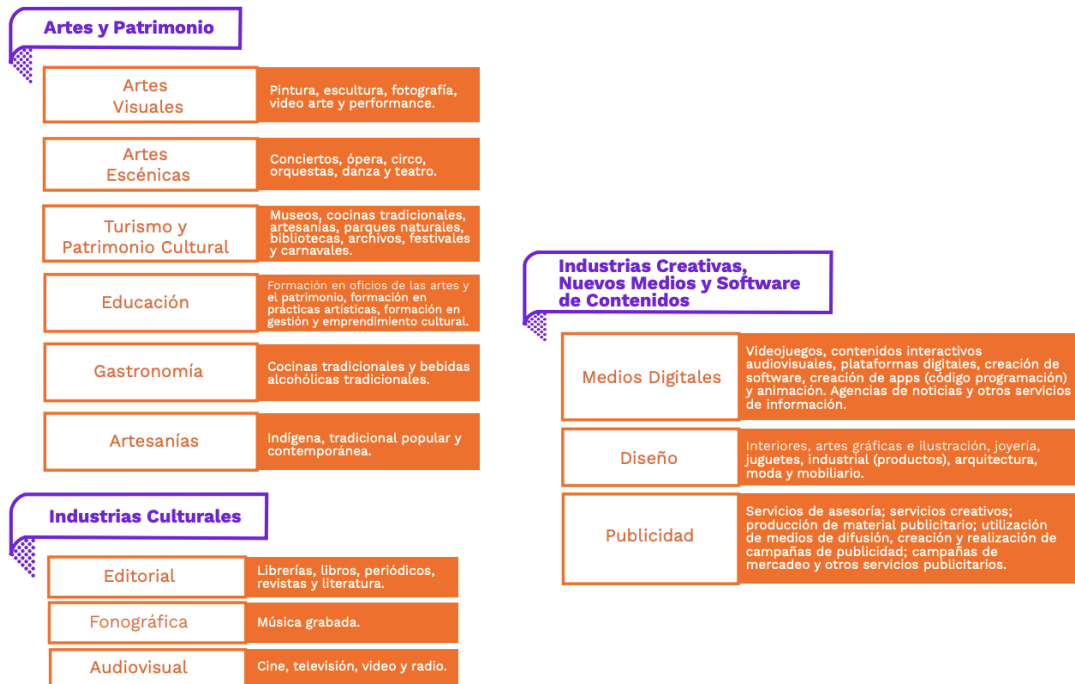 Artes y Patrimonio
Artes
Visuales
Pintura, escultura, fotografía,
video arte y performance.
Artes
Escénicas
Conciertos, ópera, circo,
orquestas, danza y teatro.
Turismo y
Patrimonio Cultural
Museos, cocinas tradicionales,
artesanías, parques naturales,
bibliotecas, archivos, festivales
y carnavales.
Educación
Formación en oficios de las artes y
el patrimonio, formación en
prácticas artísticas, formación en
gestión y emprendimiento cultural.
Gastronomía
Cocinas tradicionales y bebidas
alcohólicas tradicionales.
Artesanías
Indígena, tradicional popular y
contemporánea.
Industrias Culturales
Editorial
Librerías, libros, periódicos,
revistas y literatura.
Fonográfica
Música grabada.
Audiovisual
Cine, televisión, video y radio.
Industrias Creativas,
Nuevos Medios y Software
de Contenidos
Medios Digitales
Videojuegos, contenidos interactivos
audiovisuales, plataformas digitales, creación de
software, creación de apps (código programación)
y animación. Agencias de noticias y otros servicios
de información.
Diseño
Interiores, artes gráficas e ilustración, joyería,
juguetes, industrial (productos), arquitectura,
moda y mobiliario.
Publicidad
Servicios de asesoría; servicios creativos;
producción de material publicitario; utilización
de medios de difusión, creación y realización de
campañas de publicidad; campañas de
mercadeo y otros servicios publicitarios.